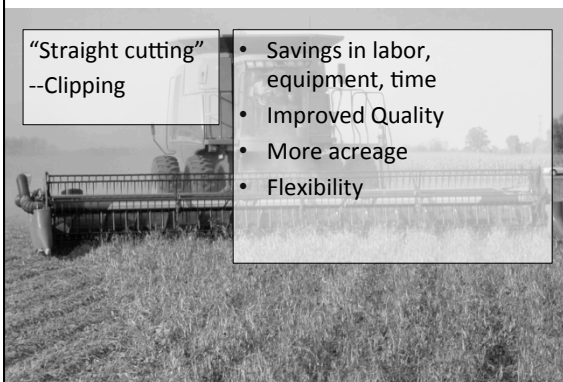 “Straight cutting”
--Clipping
• Savings in labor,
equipment, time
• Improved Quality
• More acreage
• Flexibility